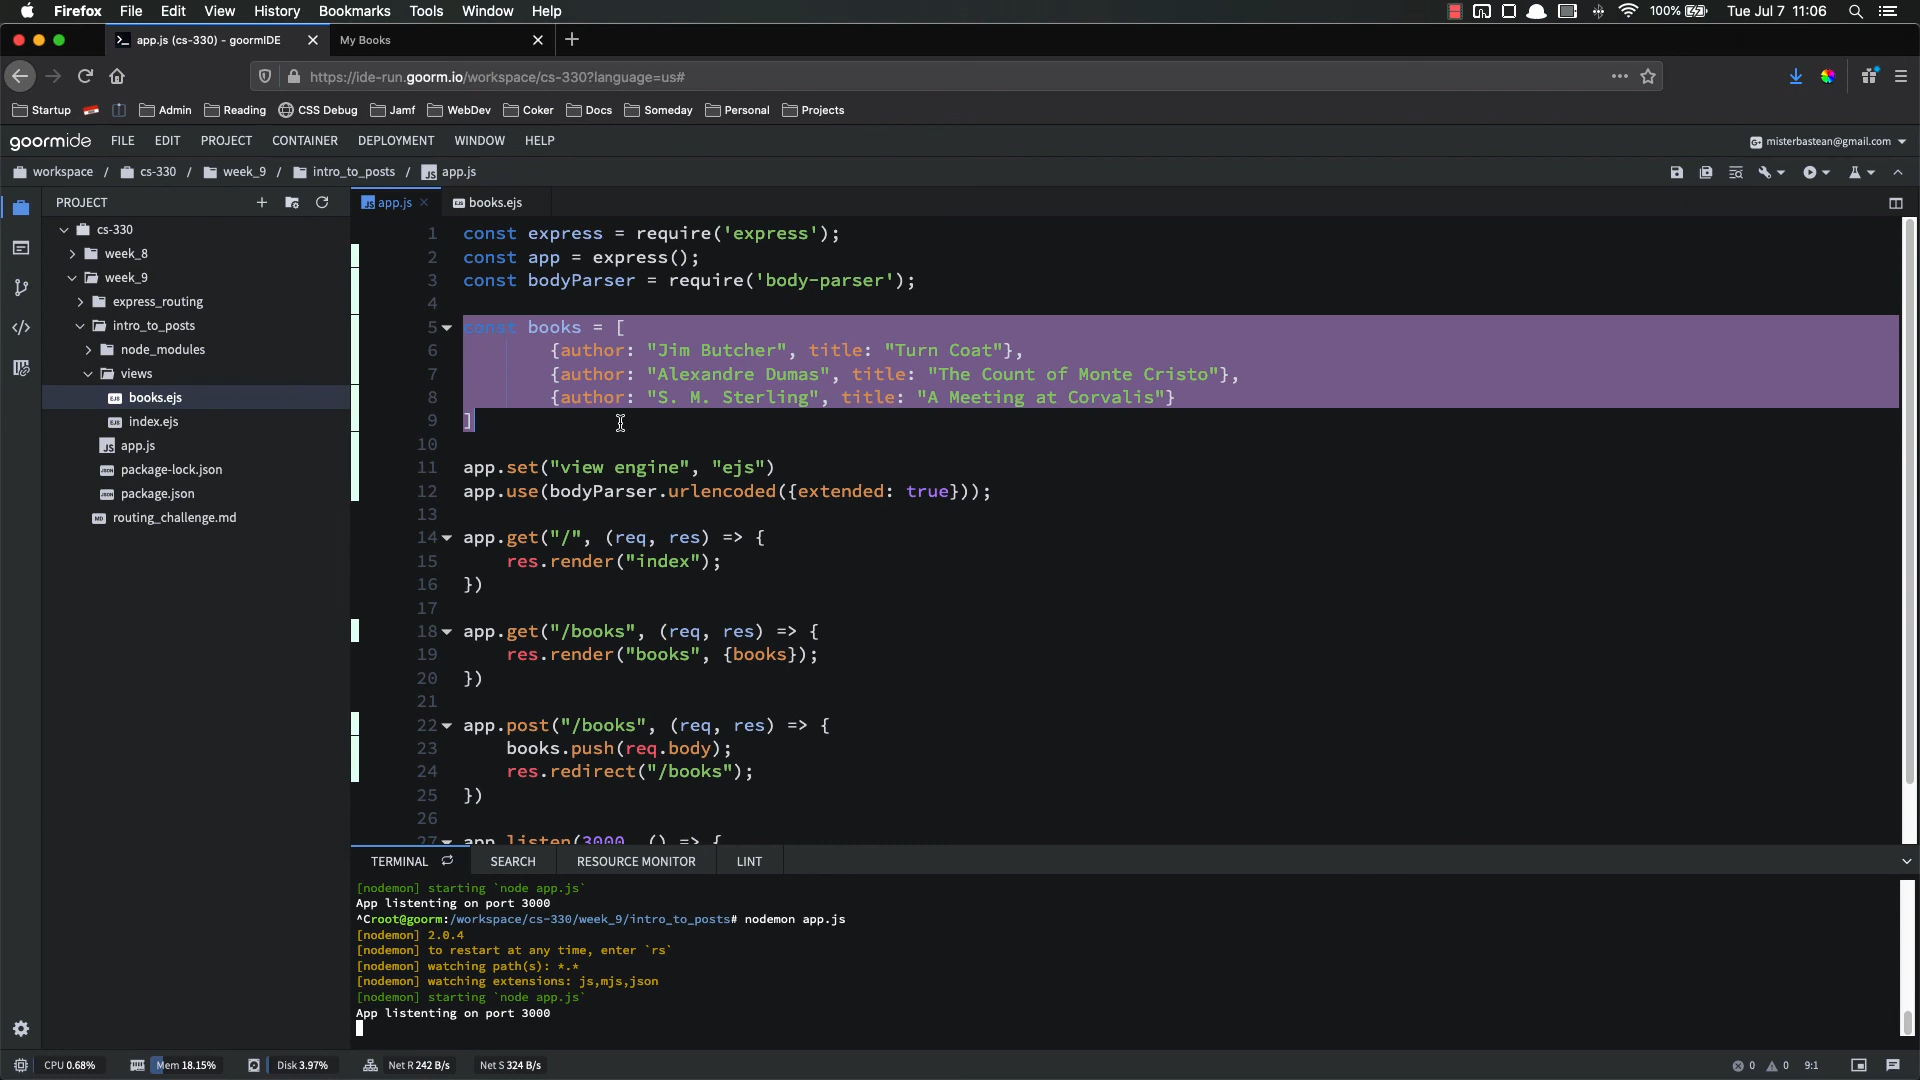 Firefox File Edit View History Bookmarks Tools Window Help 100% Tue Jul 7 11:06
app.js (cs-330) - goormIDE My Books
https://ide-run.goorm.io/workspace/cs-330?language=us#
Startup Admin Reading CSS Debug Jamf WebDev Coker Docs Someday Personal Projects
goormide FILE EDIT PROJECT CONTAINER DEPLOYMENT WINDOW HELP misterbastean@gmail.com
workspace / cs-330 / week_9 / intro_to_posts / app.js
PROJECT
cs-330
week_8
week_9
express_routing
intro_to_posts
node_modules
views
books.ejs
index.ejs
app.js
package-lock.json
package.json
routing_challenge.md
app.js books.ejs
1 const express = require('express');
2 const app = express();
3 const bodyParser = require('body-parser');
4
5 const books = [
6 {author: "Jim Butcher", title: "Turn Coat"},
7 {author: "Alexandre Dumas", title: "The Count of Monte Cristo"},
8 {author: "S. M. Sterling", title: "A Meeting at Corvalis"}
9 ]
10
11 app.set("view engine", "ejs")
12 app.use(bodyParser.urlencoded({extended: true}));
13
14 app.get("/", (req, res) => {
15 res.render("index");
16 })
17
18 app.get("/books", (req, res) => {
19 res.render("books", {books});
20 })
21
22 app.post("/books", (req, res) => {
23 books.push(req.body);
24 res.redirect("/books");
25 })
26
27 app.listen(3000, () => {
TERMINAL SEARCH RESOURCE MONITOR LINT
[nodemon] starting `node app.js`
App listenting on port 3000
^Croot@goorm:/workspace/cs-330/week_9/intro_to_posts# nodemon app.js
[nodemon] 2.0.4
[nodemon] to restart at any time, enter `rs`
[nodemon] watching path(s): *.*
[nodemon] watching extensions: js,mjs,json
[nodemon] starting `node app.js`
App listenting on port 3000
CPU 0.68% Mem 18.15% Disk 3.97% Net R 242 B/s Net S 324 B/s 0 0 9:1